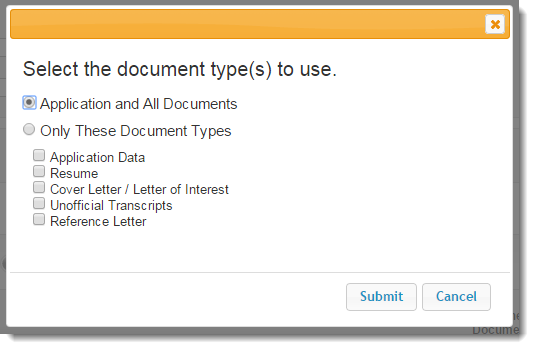 Select the document type(s) to use.
Application and All Documents
Only These Document Types
Application Data
Resume
Cover Letter / Letter of Interest
Unofficial Transcripts
Reference Letter
Submit Cancel